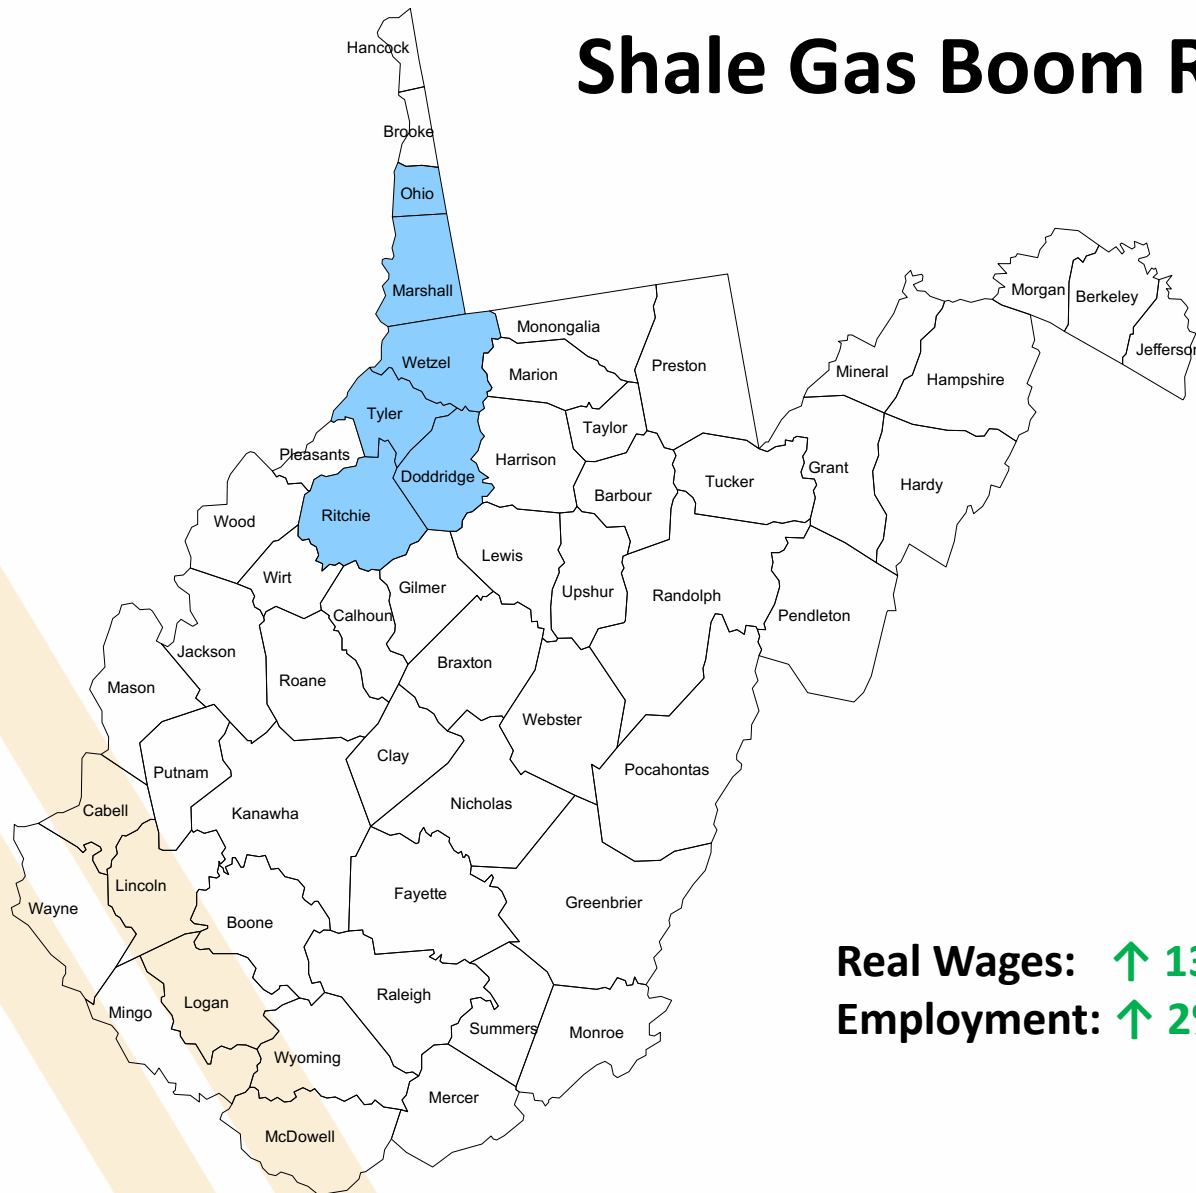 Shale Gas Boom R
Hancock
Brooke
Ohio
Marshall
Wetzel
Monongalia
Marion
Preston
Morgan
Berkeley
Jefferson
Mineral
Hampshire
Tyler
Taylor
Pleasants
Harrison
Doddridge
Barbour
Tucker
Grant
Hardy
Ritchie
Wood
Lewis
Wirt
Gilmer
Upshur
Randolph
Calhoun
Pendleton
Jackson
Braxton
Roane
Mason
Webster
Clay
Putnam
Pocahontas
Cabell
Kanawha
Nicholas
Lincoln
Fayette
Wayne
Boone
Greenbrier
Logan
Raleigh
Mingo
Summers
Monroe
Wyoming
Mercer
McDowell
Real Wages: ↑ 13
Employment: ↑ 29